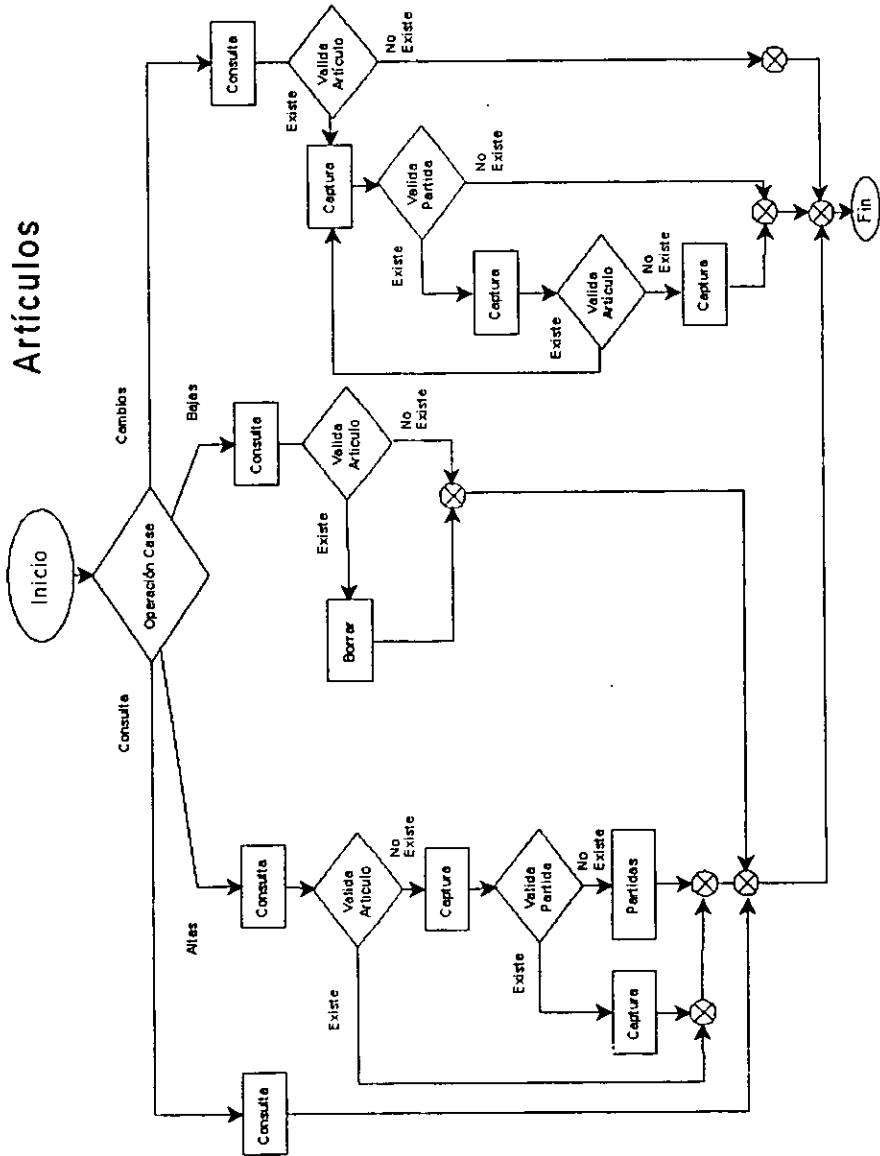 Artículos
Inicio
Operación Case
Consulta
Altas
Bajas
Cambios
Consulta
Consulta
Valida
Artículo
Existe
No
Existe
Captura
Valida
Partida
Existe
No
Existe
Captura
Partidas
Consulta
Valida
Artículo
Existe
No
Existe
Borrar
Consulta
Valida
Artículo
Existe
No
Existe
Captura
Valida
Partida
Existe
No
Existe
Captura
Valida
Artículo
Existe
No
Existe
Captura
Fin